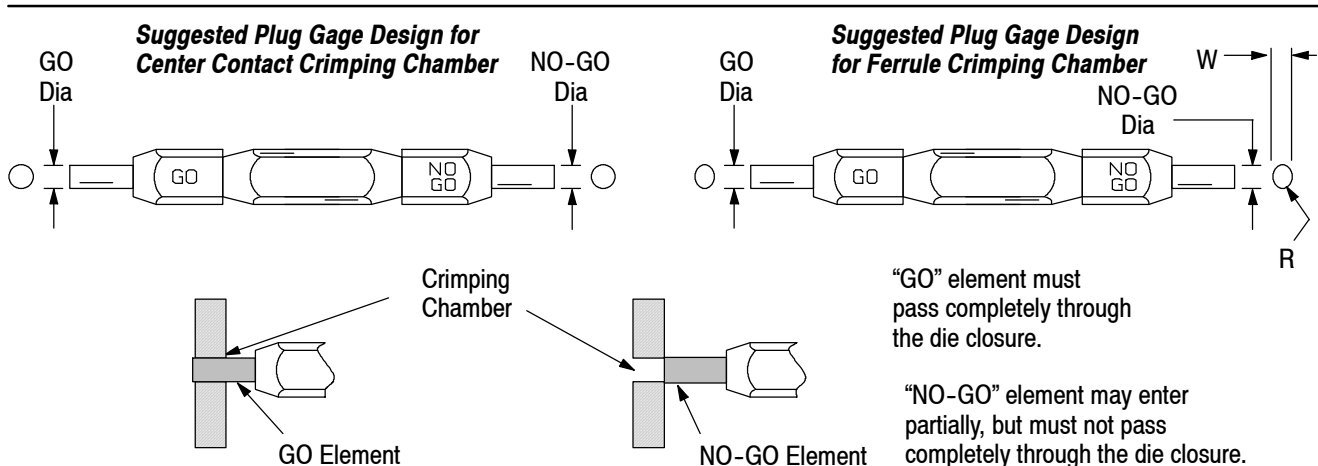 Suggested Plug Gage Design for
Center Contact Crimping Chamber
GO
Dia
NO-GO
Dia
GO
NO
GO
Suggested Plug Gage Design
for Ferrule Crimping Chamber
GO
Dia
NO-GO
Dia
W
GO
NO
GO
R
Crimping
Chamber
GO Element
NO-GO Element
“GO” element must
pass completely through
the die closure.
“NO-GO” element may enter
partially, but must not pass
completely through the die closure.